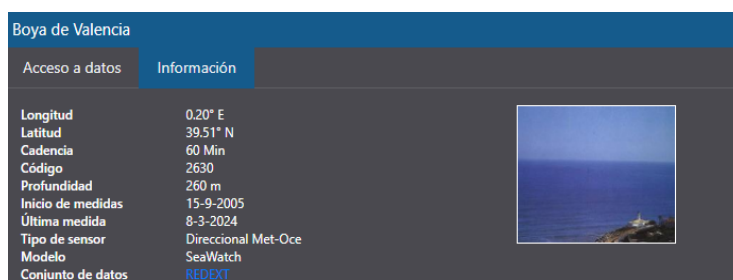 Boya de Valencia
Acceso a datos Información
Longitud 0.20° E
Latitud 39.51° N
Cadencia 60 Min
Código 2630
Profundidad 260 m
Inicio de medidas 15-9-2005
Última medida 8-3-2024
Tipo de sensor Direccional Met-Oce
Modelo SeaWatch
Conjunto de datos REDEXT